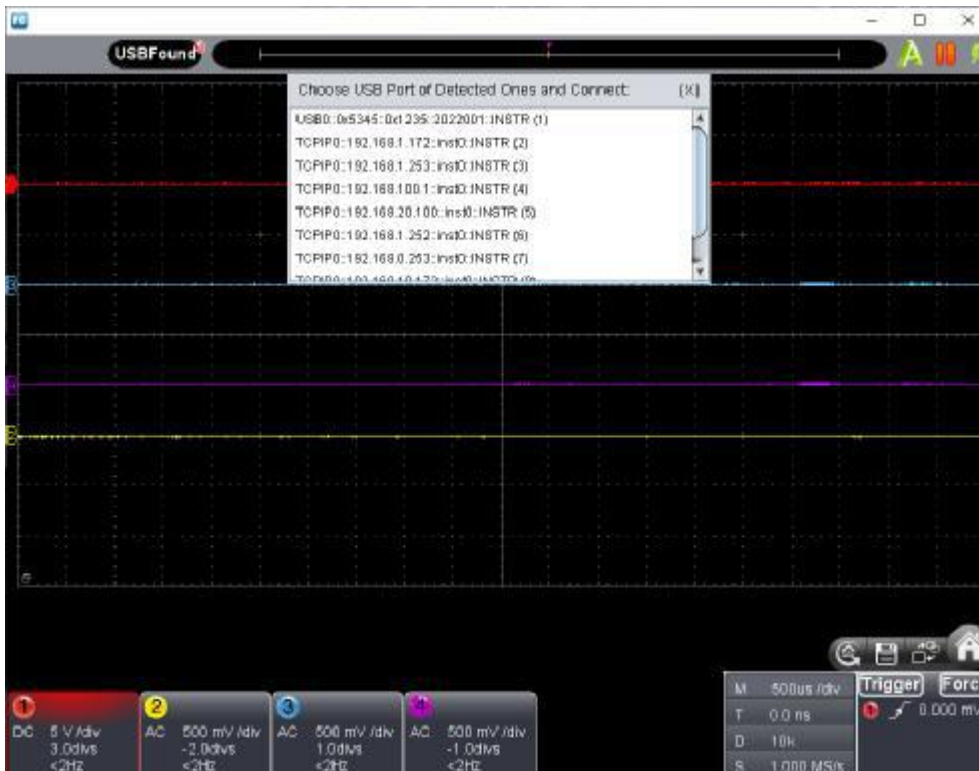 USBFound
Choose USB Port of Detected Ones and Connect: (X)
USB0::0x5345::0x1235::2022001::INSTR (1)
TCPIP0::192.168.1.172::inst0::INSTR (2)
TCPIP0::192.168.1.253::inst0::INSTR (3)
TCPIP0::192.168.100.1::inst0::INSTR (4)
TCPIP0::192.168.20.100::inst0::INSTR (5)
TCPIP0::192.168.1.252::inst0::INSTR (6)
TCPIP0::192.168.0.253::inst0::INSTR (7)
1 2 3 4
DC 5 V/div AC 500 mV/div AC 500 mV/div AC 500 mV/div
3.0divs -2.0divs 1.0divs -1.0divs
<2Hz <2Hz <2Hz <2Hz
M 500us/div
T 0.0 ns
D 10k
S 1.000 MS/s
Trigger Forc
1 0.000 mV